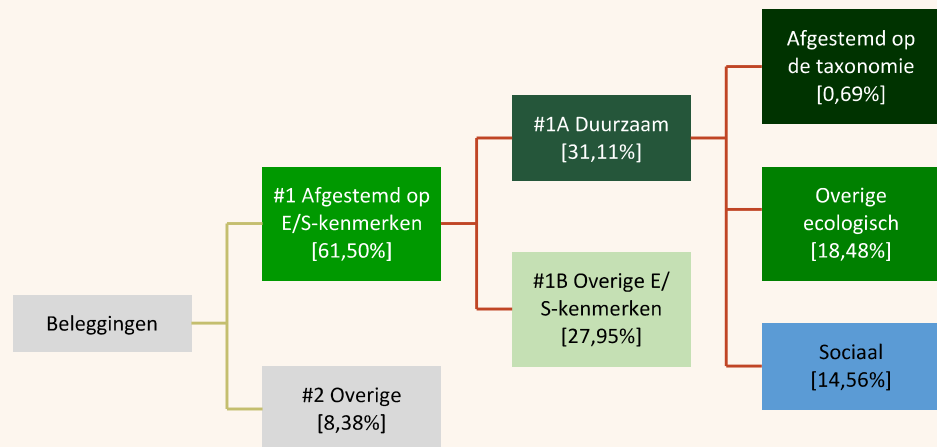 Beleggingen
#1 Afgestemd op
E/S-kenmerken
[61,50%]
#2 Overige
[8,38%]
#1A Duurzaam
[31,11%]
#1B Overige E/
S-kenmerken
[27,95%]
Afgestemd op
de taxonomie
[0,69%]
Overige
ecologisch
[18,48%]
Sociaal
[14,56%]